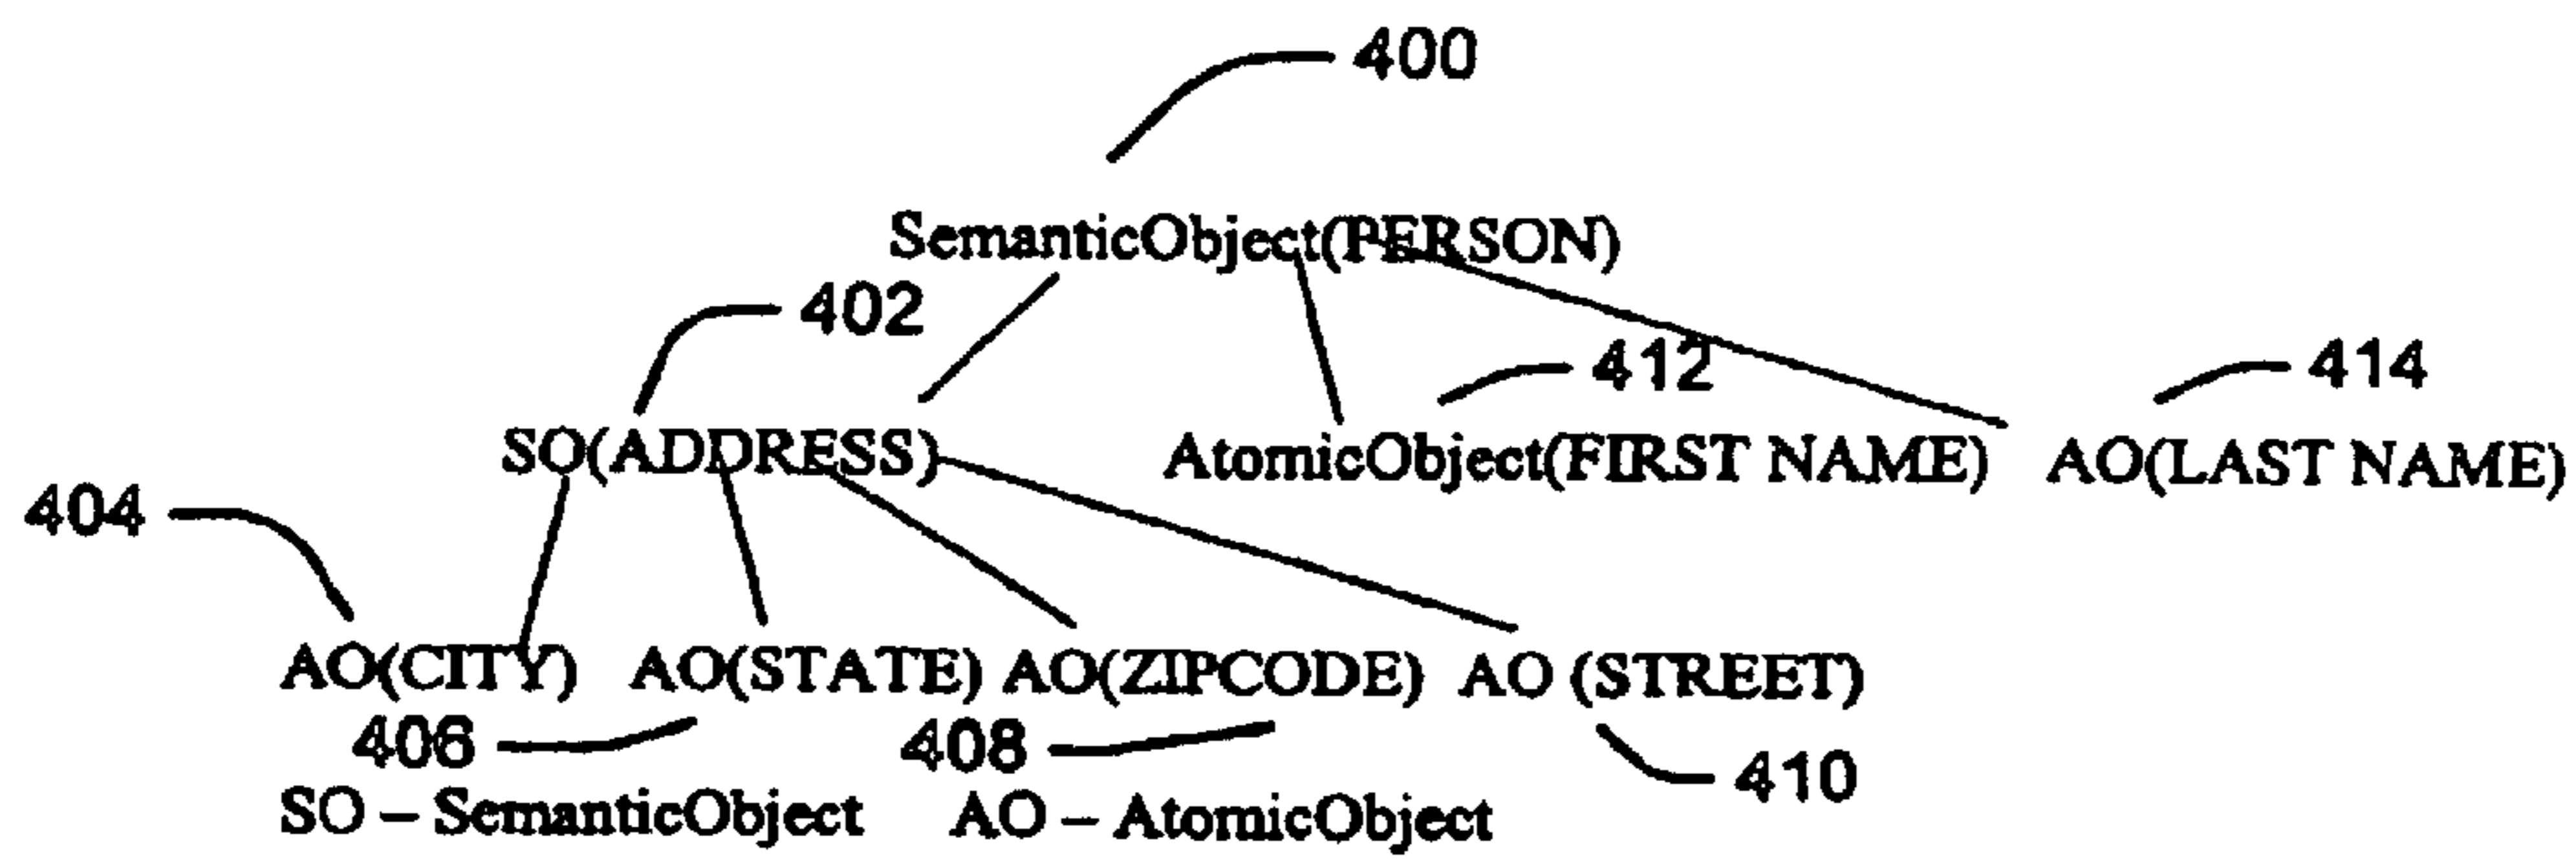 400
SemanticObject(PERSON)
402
412
414
SO(ADDRESS)
AtomicObject(FIRST NAME)
AO(LAST NAME)
404
AO(CITY)
AO(STATE)
AO(ZIPCODE)
AO (STREET)
406
408
410
SO – SemanticObject
AO – AtomicObject